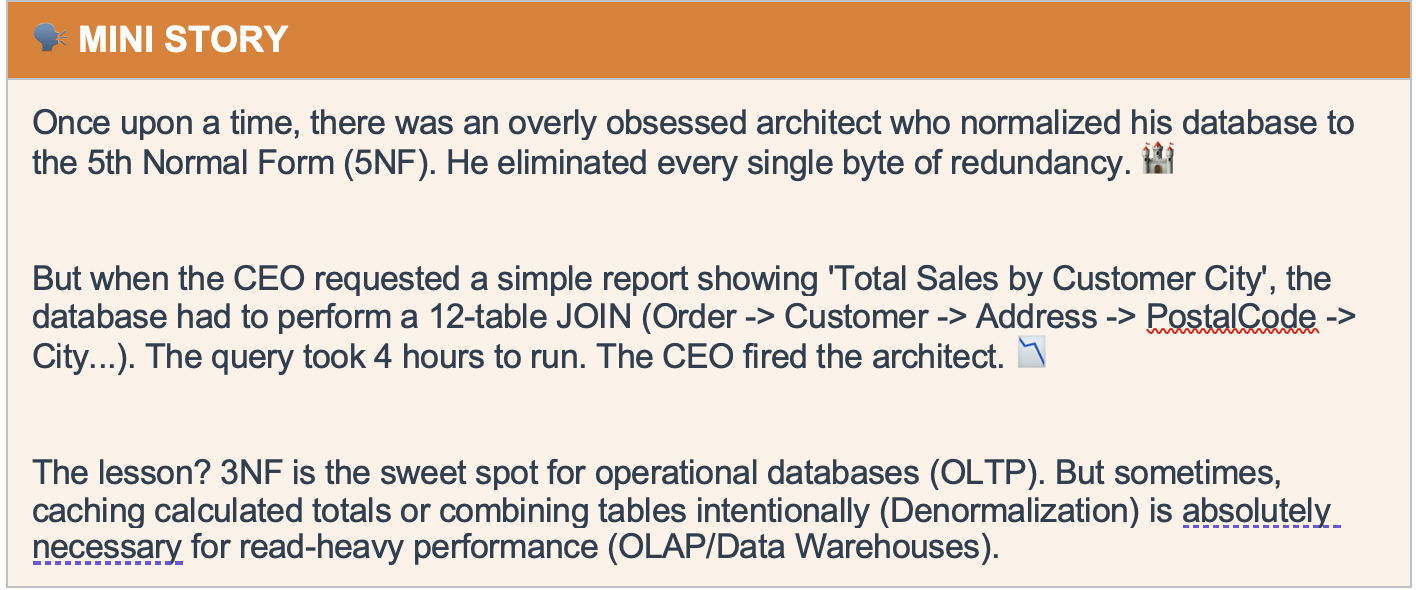 🗣️ MINI STORY
Once upon a time, there was an overly obsessed architect who normalized his database to
the 5th Normal Form (5NF). He eliminated every single byte of redundancy. 🏰
But when the CEO requested a simple report showing 'Total Sales by Customer City', the
database had to perform a 12-table JOIN (Order -> Customer -> Address -> PostalCode ->
City...). The query took 4 hours to run. The CEO fired the architect. 📉
The lesson? 3NF is the sweet spot for operational databases (OLTP). But sometimes,
caching calculated totals or combining tables intentionally (Denormalization) is absolutely
necessary for read-heavy performance (OLAP/Data Warehouses).